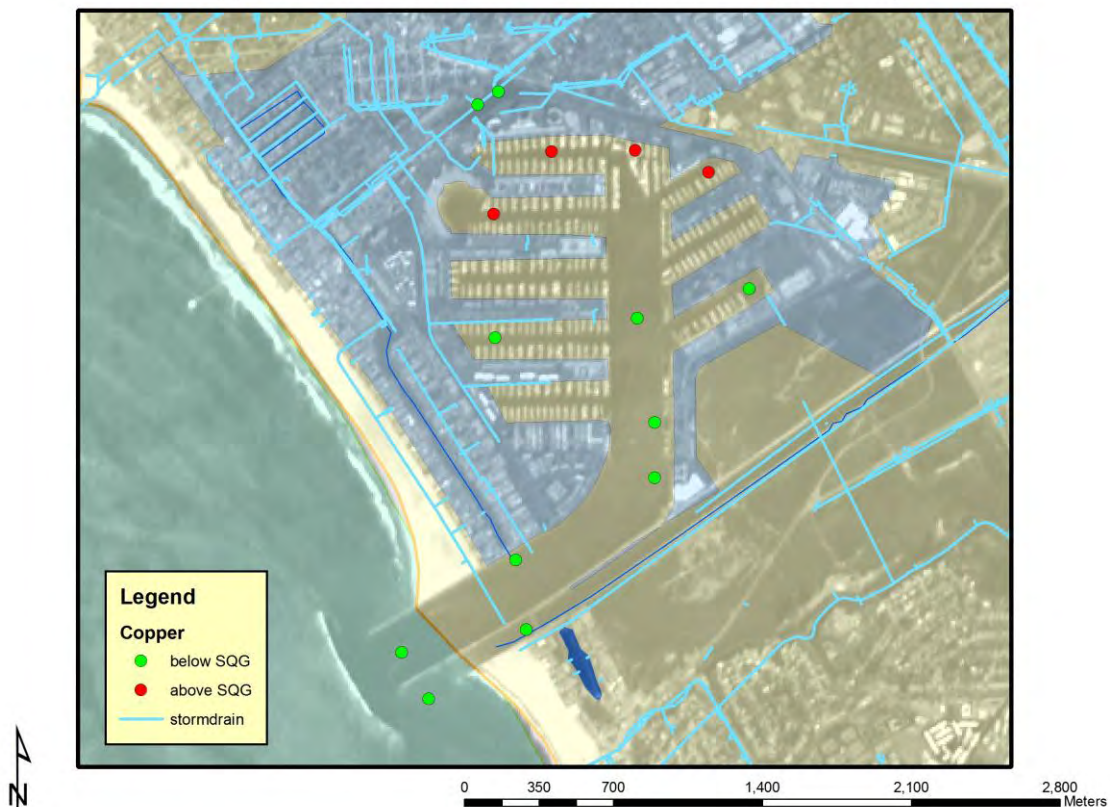 Legend
Copper
below SQG
above SQG
stormdrain
N
0 350 700 1,400 2,100 2,800
Meters